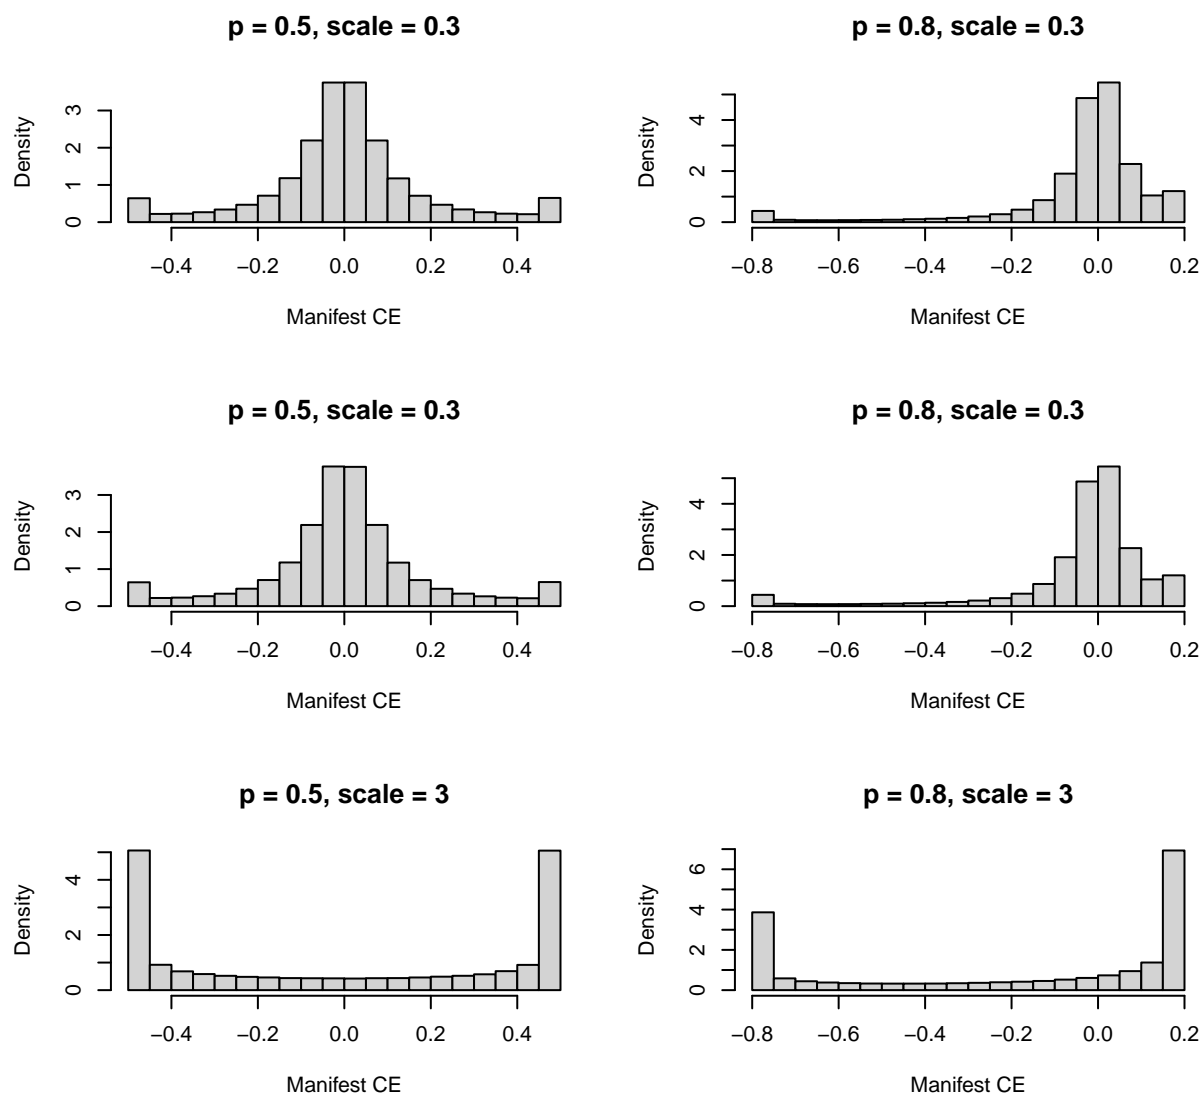 p = 0.5, scale = 0.3
Density
0 1 2 3
−0.4 −0.2 0.0 0.2 0.4
Manifest CE
p = 0.8, scale = 0.3
Density
0 2 4
−0.8 −0.6 −0.4 −0.2 0.0 0.2
Manifest CE
p = 0.5, scale = 0.3
Density
0 1 2 3
−0.4 −0.2 0.0 0.2 0.4
Manifest CE
p = 0.8, scale = 0.3
Density
0 2 4
−0.8 −0.6 −0.4 −0.2 0.0 0.2
Manifest CE
p = 0.5, scale = 3
Density
0 2 4
−0.4 −0.2 0.0 0.2 0.4
Manifest CE
p = 0.8, scale = 3
Density
0 2 4 6
−0.8 −0.6 −0.4 −0.2 0.0 0.2
Manifest CE